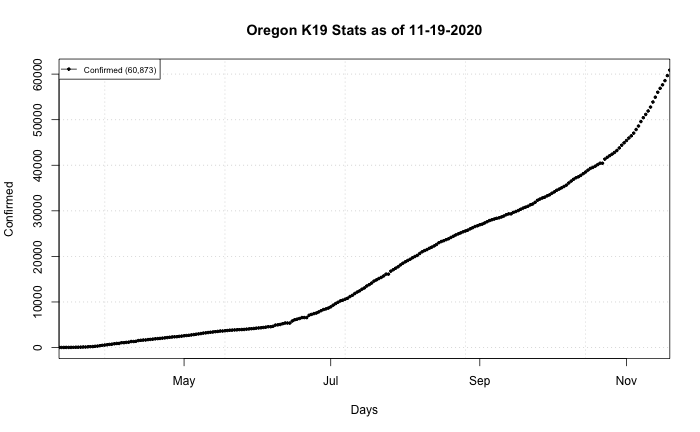 Oregon K19 Stats as of 11-19-2020
Confirmed (60,873)
Confirmed
60000
50000
40000
30000
20000
10000
0
May Jul Sep Nov
Days